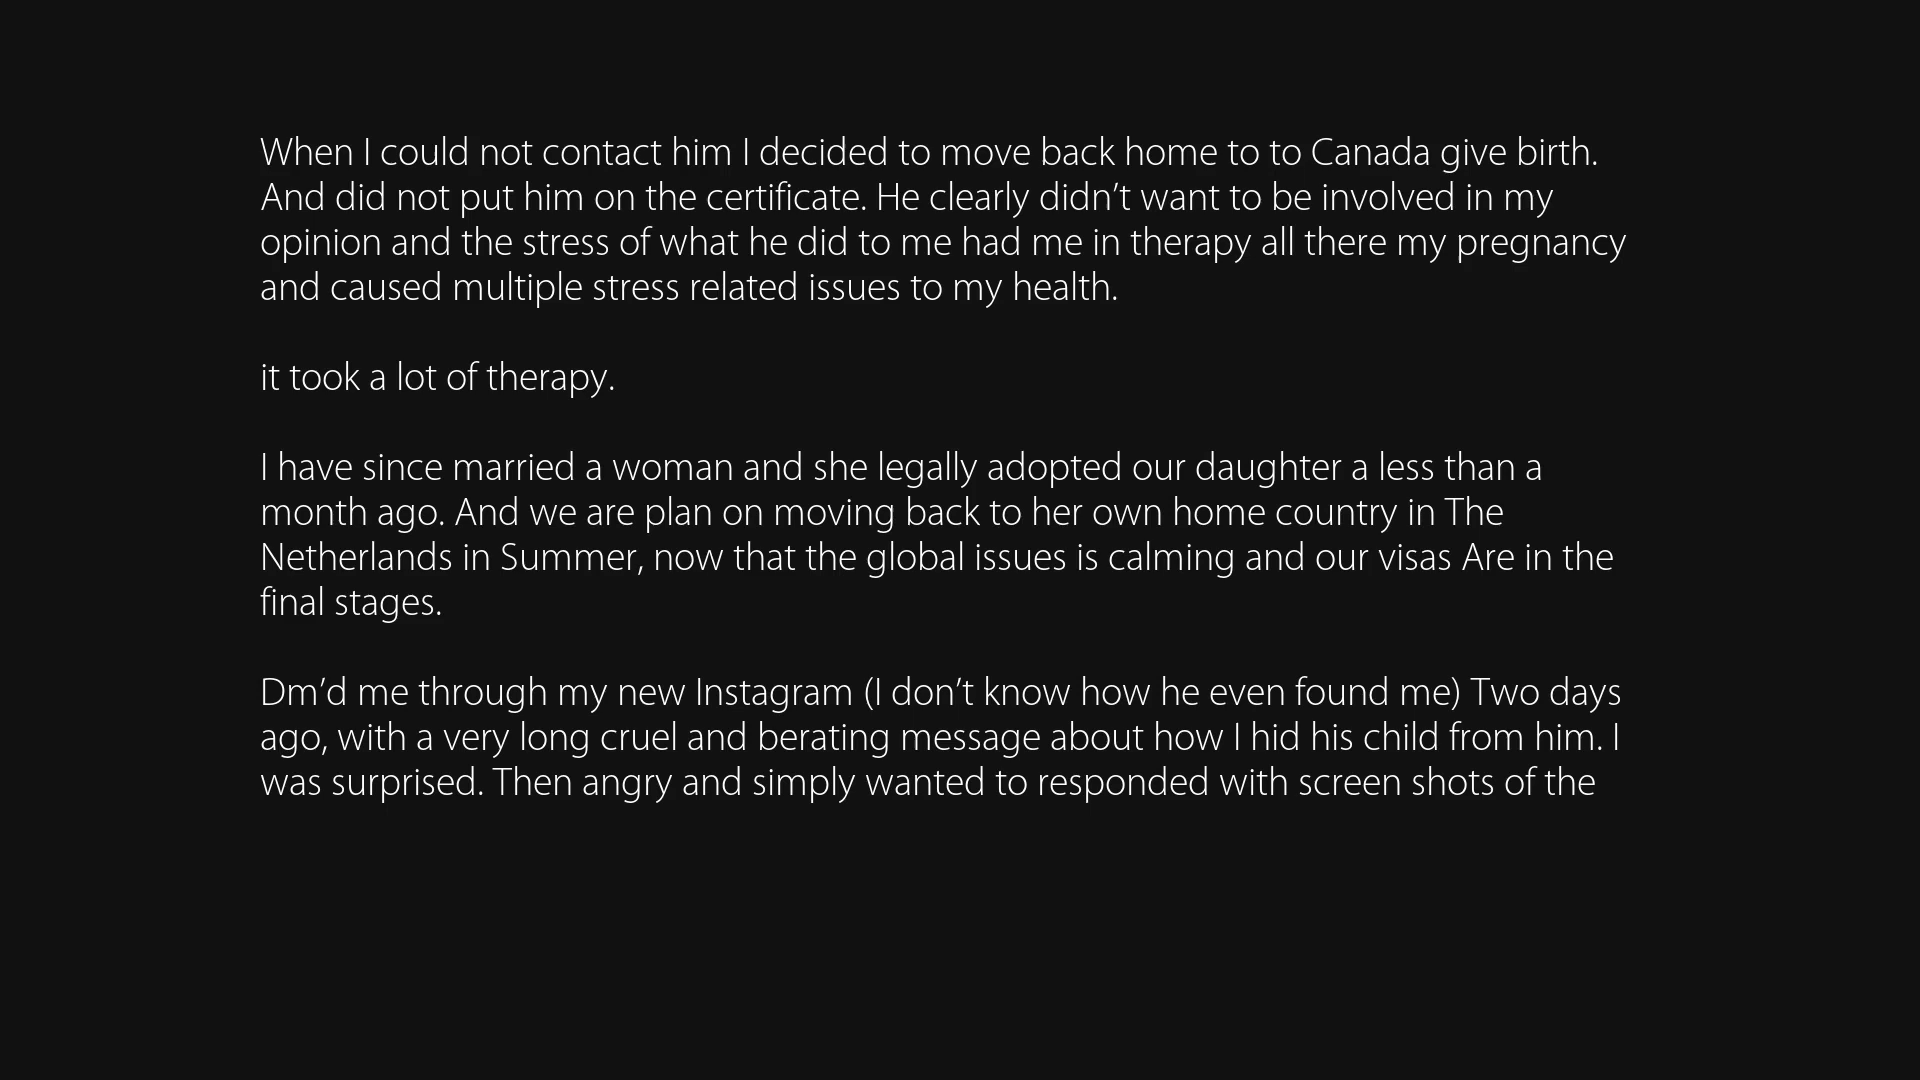 When I could not contact him I decided to move back home to to Canada give birth.
And did not put him on the certificate. He clearly didn’t want to be involved in my
opinion and the stress of what he did to me had me in therapy all there my pregnancy
and caused multiple stress related issues to my health.
it took a lot of therapy.
I have since married a woman and she legally adopted our daughter a less than a
month ago. And we are plan on moving back to her own home country in The
Netherlands in Summer, now that the global issues is calming and our visas Are in the
final stages.
Dm’d me through my new Instagram (I don’t know how he even found me) Two days
ago, with a very long cruel and berating message about how I hid his child from him. I
was surprised. Then angry and simply wanted to responded with screen shots of the